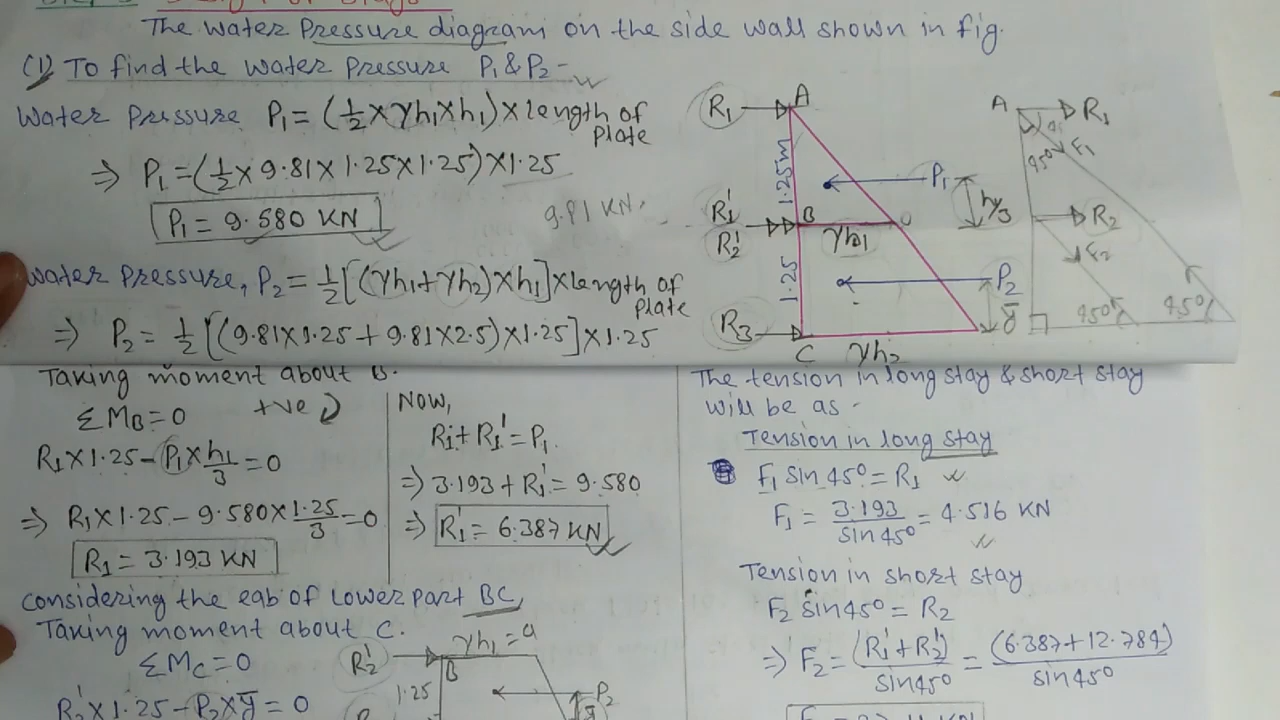 The water Pressure diagram on the side wall shown in fig.
(1) To find the water Pressure P₁ & P₂ -
Water Pressure P₁ = (½ × γh₁ × h₁) × length of Plate
⇒ P₁ = (½ × 9.81 × 1.25 × 1.25) × 1.25
P₁ = 9.580 KN
9.81 KN.
Water Pressure, P₂ = ½ [(γh₁ + γh₂) × h₁] × length of Plate
⇒ P₂ = ½ [(9.81 × 1.25 + 9.81 × 2.5) × 1.25] × 1.25
R₁ A
1.25m
P₁
h/3
R₁'
R₂'
B
γh₁
1.25
P₂
ȳ
R₃
C γh₂
A R₁
45° F₁
R₂
F₂
45° 45°
Taking moment about B.
ΣM_B = 0 +ve
R₁ × 1.25 - P₁ × h₁/3 = 0
⇒ R₁ × 1.25 - 9.580 × 1.25/3 = 0
R₁ = 3.193 KN
Now,
R₁ + R₁' = P₁.
⇒ 3.193 + R₁' = 9.580
⇒ R₁' = 6.387 KN
considering the eqb of lower part BC,
Taking moment about C.
ΣM_C = 0
R₂' × 1.25 - P₂ × ȳ = 0
γh₁ = a
R₂'
B
1.25
P₂
ȳ
The tension in long stay & short stay
will be as -
Tension in long stay
F₁ sin 45° = R₁
F₁ = 3.193/sin 45° = 4.516 KN
Tension in short stay
F₂ sin 45° = R₂
⇒ F₂ = (R₁' + R₂')/sin 45° = (6.387 + 12.784)/sin 45°